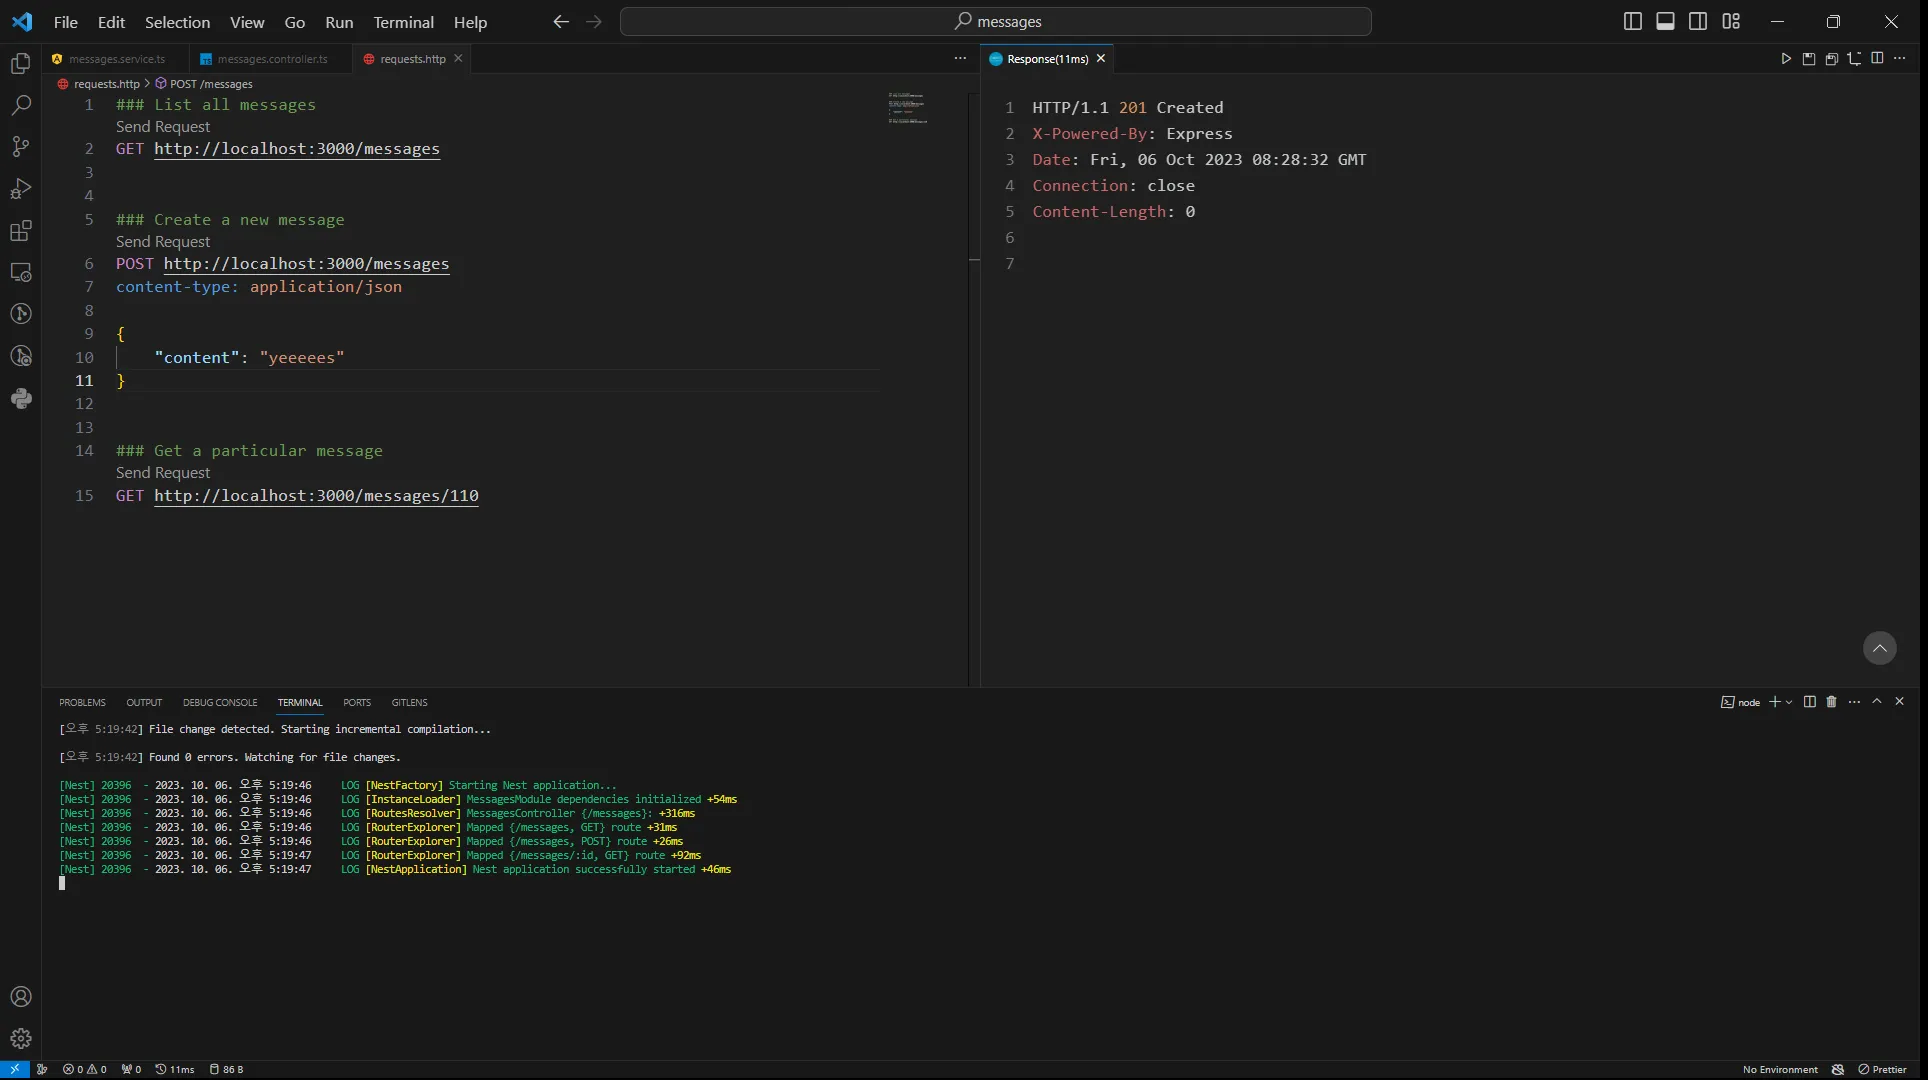 File Edit Selection View Go Run Terminal Help
messages
messages.service.ts
messages.controller.ts
requests.http
requests.http > POST /messages
1 ### List all messages
Send Request
2 GET http://localhost:3000/messages
3
4
5 ### Create a new message
Send Request
6 POST http://localhost:3000/messages
7 content-type: application/json
8
9 {
10 "content": "yeeeees"
11 }
12
13
14 ### Get a particular message
Send Request
15 GET http://localhost:3000/messages/110
Response(11ms)
1 HTTP/1.1 201 Created
2 X-Powered-By: Express
3 Date: Fri, 06 Oct 2023 08:28:32 GMT
4 Connection: close
5 Content-Length: 0
6
7
PROBLEMS OUTPUT DEBUG CONSOLE TERMINAL PORTS GITLENS
node
[오후 5:19:42] File change detected. Starting incremental compilation...
[오후 5:19:42] Found 0 errors. Watching for file changes.
[Nest] 20396 - 2023. 10. 06. 오후 5:19:46 LOG [NestFactory] Starting Nest application...
[Nest] 20396 - 2023. 10. 06. 오후 5:19:46 LOG [InstanceLoader] MessagesModule dependencies initialized +54ms
[Nest] 20396 - 2023. 10. 06. 오후 5:19:46 LOG [RoutesResolver] MessagesController {/messages}: +316ms
[Nest] 20396 - 2023. 10. 06. 오후 5:19:46 LOG [RouterExplorer] Mapped {/messages, GET} route +31ms
[Nest] 20396 - 2023. 10. 06. 오후 5:19:46 LOG [RouterExplorer] Mapped {/messages, POST} route +26ms
[Nest] 20396 - 2023. 10. 06. 오후 5:19:47 LOG [RouterExplorer] Mapped {/messages/:id, GET} route +92ms
[Nest] 20396 - 2023. 10. 06. 오후 5:19:47 LOG [NestApplication] Nest application successfully started +46ms
0 0 0 11ms 86 B
No Environment Prettier